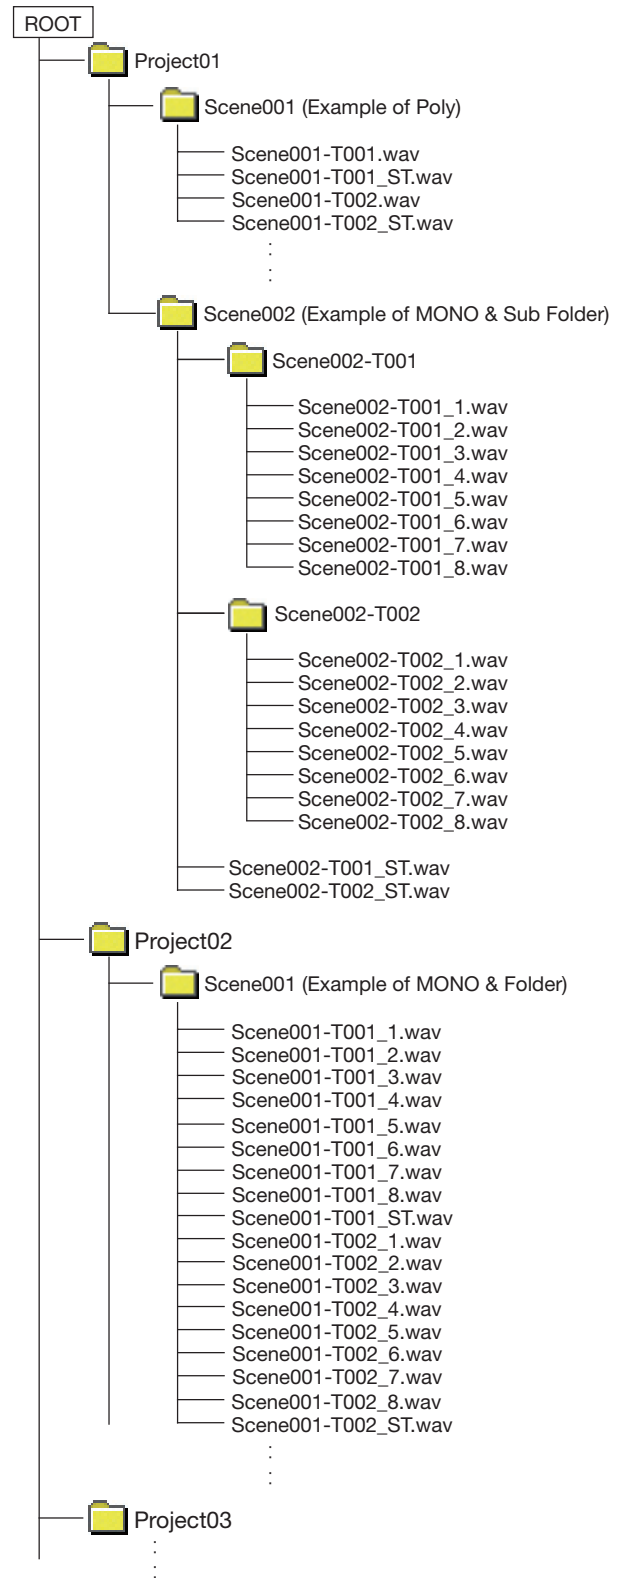 ROOT
Project01
Scene001 (Example of Poly)
Scene001-T001.wav
Scene001-T001_ST.wav
Scene001-T002.wav
Scene001-T002_ST.wav
Scene002 (Example of MONO & Sub Folder)
Scene002-T001
Scene002-T001_1.wav
Scene002-T001_2.wav
Scene002-T001_3.wav
Scene002-T001_4.wav
Scene002-T001_5.wav
Scene002-T001_6.wav
Scene002-T001_7.wav
Scene002-T001_8.wav
Scene002-T002
Scene002-T002_1.wav
Scene002-T002_2.wav
Scene002-T002_3.wav
Scene002-T002_4.wav
Scene002-T002_5.wav
Scene002-T002_6.wav
Scene002-T002_7.wav
Scene002-T002_8.wav
Scene002-T001_ST.wav
Scene002-T002_ST.wav
Project02
Scene001 (Example of MONO & Folder)
Scene001-T001_1.wav
Scene001-T001_2.wav
Scene001-T001_3.wav
Scene001-T001_4.wav
Scene001-T001_5.wav
Scene001-T001_6.wav
Scene001-T001_7.wav
Scene001-T001_8.wav
Scene001-T001_ST.wav
Scene001-T002_1.wav
Scene001-T002_2.wav
Scene001-T002_3.wav
Scene001-T002_4.wav
Scene001-T002_5.wav
Scene001-T002_6.wav
Scene001-T002_7.wav
Scene001-T002_8.wav
Scene001-T002_ST.wav
Project03